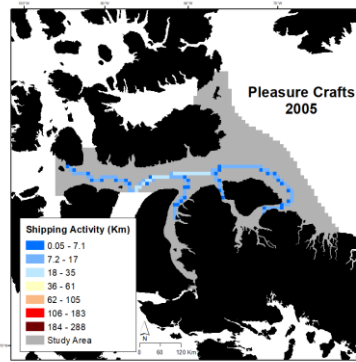 Pleasure Crafts
2005
Shipping Activity (Km)
0.05 - 7.1
7.2 - 17
18 - 35
36 - 61
62 - 105
106 - 183
184 - 288
Study Area
N
0 60 120 Km